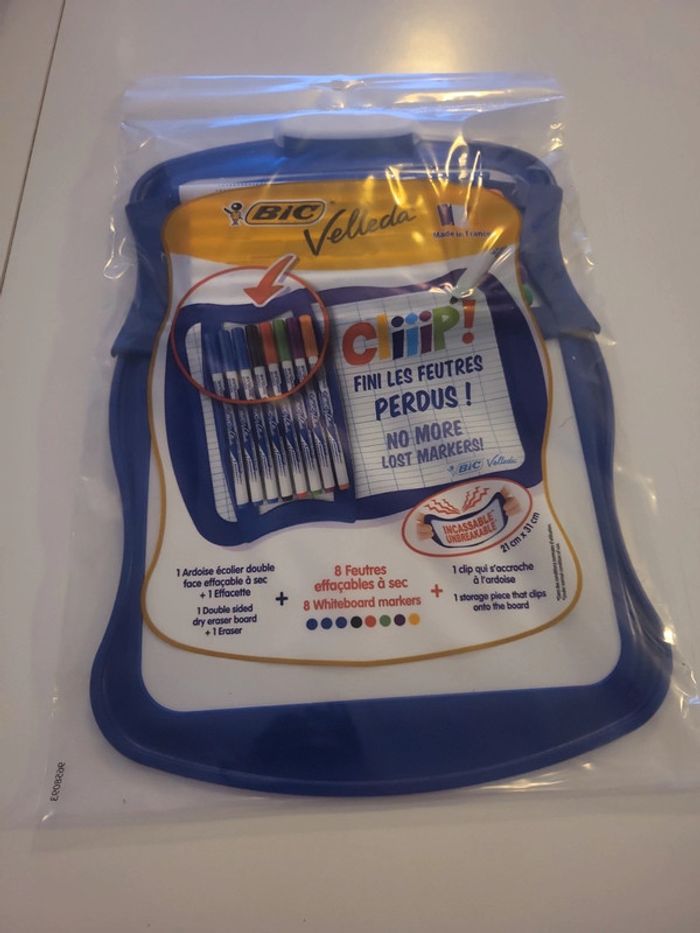 BiC
Velleda
Made in France
Cliiip!
FINI LES FEUTRES
PERDUS !
NO MORE
LOST MARKERS!
BiC Velleda
INCASSABLE
UNBREAKABLE
21 cm x 31 cm
1 Ardoise écolier double
face effaçable à sec
+ 1 Effacette
1 Double sided
dry eraser board
+ 1 Eraser
+
8 Feutres
effaçables à sec
8 Whiteboard markers
+
1 clip qui s'accroche
à l'ardoise
1 storage piece that clips
onto the board